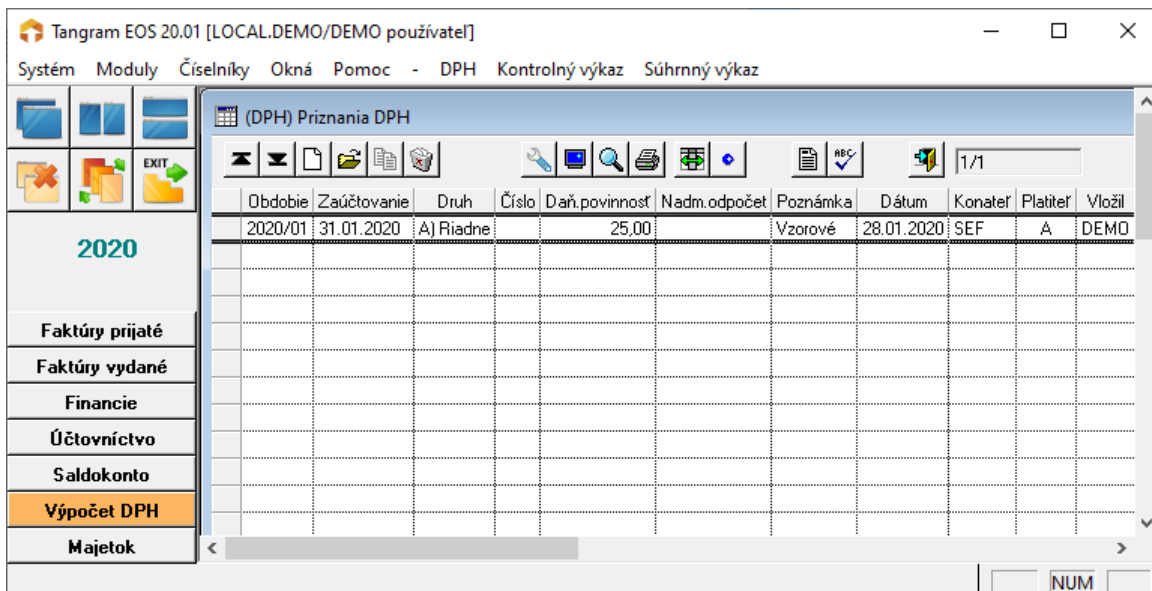 Tangram EOS 20.01 [LOCAL.DEMO/DEMO používateľ]
Systém Moduly Číselníky Okná Pomoc - DPH Kontrolný výkaz Súhrnný výkaz
(DPH) Priznania DPH
EXIT
ABC
1/1
Obdobie Zaúčtovanie Druh Číslo Daň.povinnosť Nadm.odpočet Poznámka Dátum Konateľ Platiteľ Vložil
2020/01 31.01.2020 A) Riadne 25,00 Vzorové 28.01.2020 SEF A DEMO
2020
Faktúry prijaté
Faktúry vydané
Financie
Účtovníctvo
Saldokonto
Výpočet DPH
Majetok
NUM